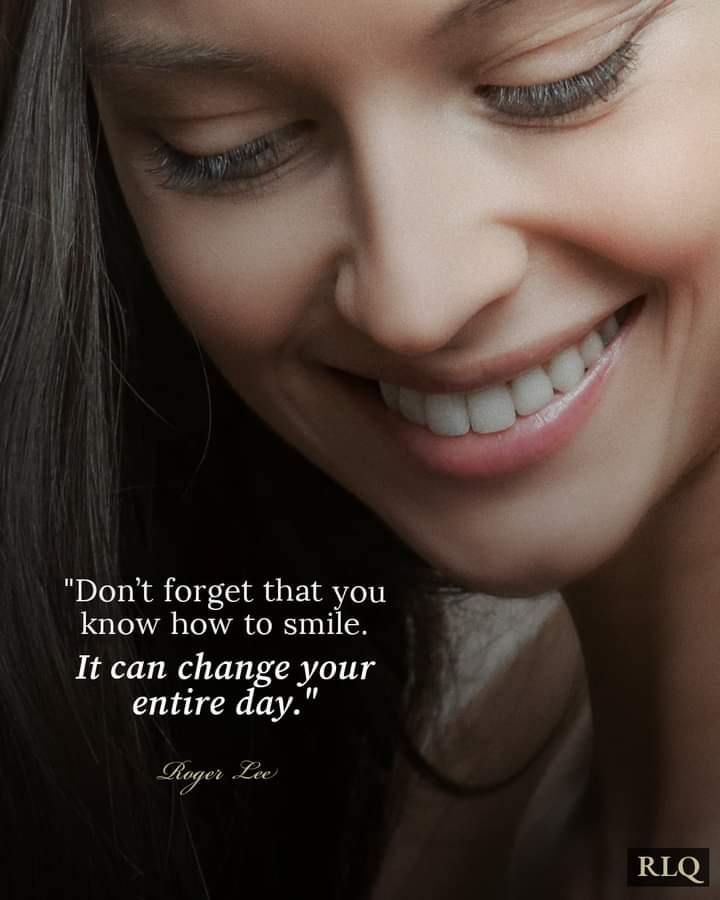 "Don’t forget that you
know how to smile.
It can change your
entire day."
Roger Lee
RLQ